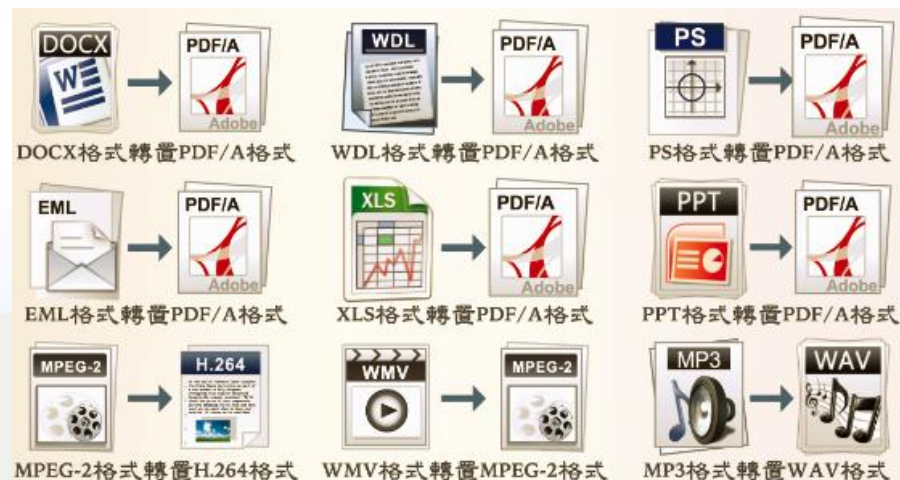 DOCX
PDF/A
Adobe
WDL
PDF/A
Adobe
PS
PDF/A
Adobe
DOCX格式轉置PDF/A格式
WDL格式轉置PDF/A格式
PS格式轉置PDF/A格式
EML
PDF/A
Adobe
XLS
PDF/A
Adobe
PPT
PDF/A
Adobe
EML格式轉置PDF/A格式
XLS格式轉置PDF/A格式
PPT格式轉置PDF/A格式
MPEG-2
H.264
WMV
MPEG-2
MP3
WAV
MPEG-2格式轉置H.264格式
WMV格式轉置MPEG-2格式
MP3格式轉置WAV格式